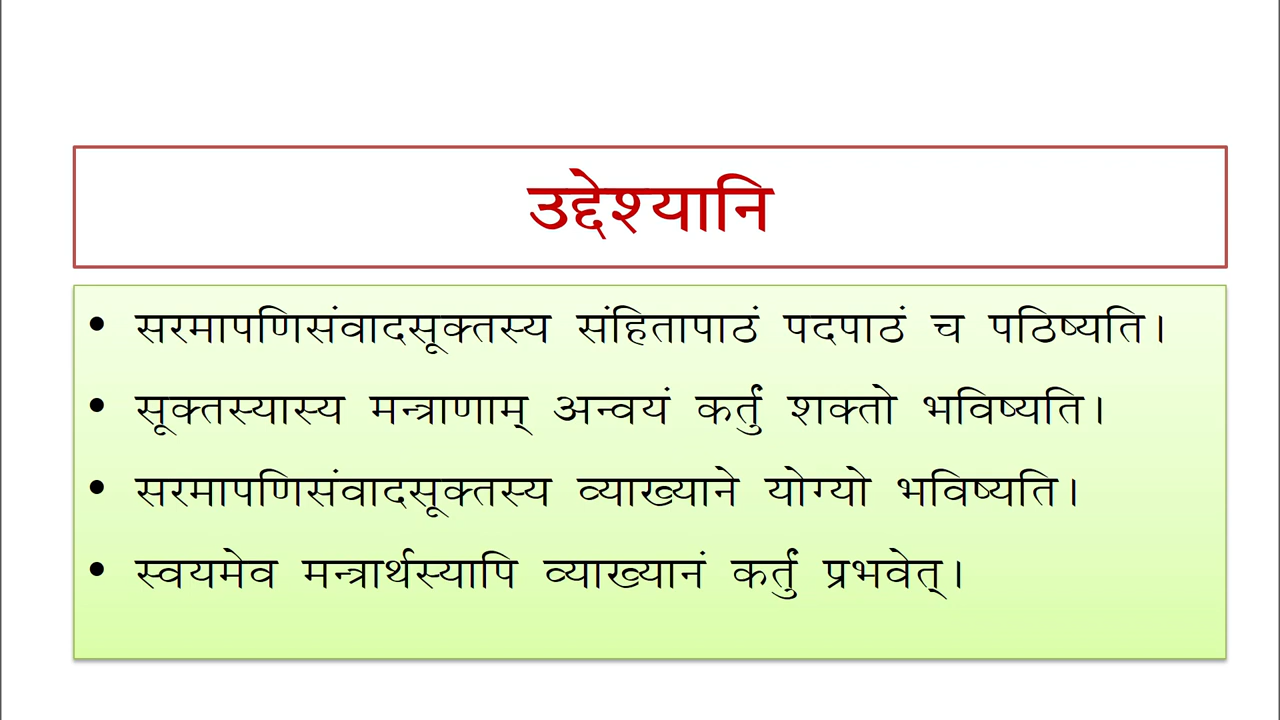 उद्देश्यानि
• सरमापणिसंवादसूक्तस्य संहितापाठं पदपाठं च पठिष्यति।
• सूक्तस्यास्य मन्त्राणाम् अन्वयं कर्तुं शक्तो भविष्यति।
• सरमापणिसंवादसूक्तस्य व्याख्याने योग्यो भविष्यति।
• स्वयमेव मन्त्रार्थस्यापि व्याख्यानं कर्तुं प्रभवेत्।